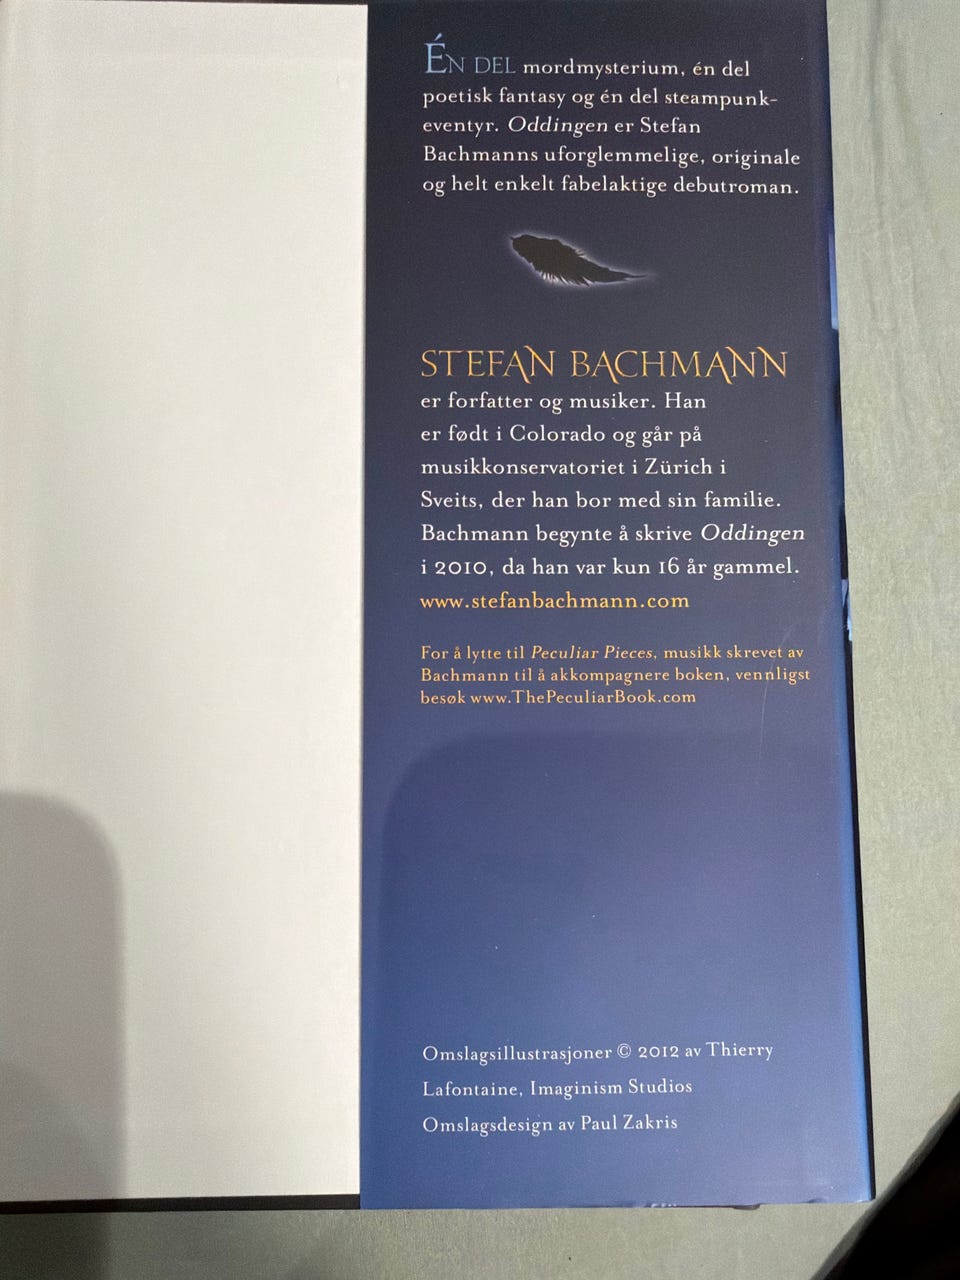 ÉN DEL mordmysterium, én del
poetisk fantasy og én del steampunk-
eventyr. Oddingen er Stefan
Bachmanns uforglemmelige, originale
og helt enkelt fabelaktige debutroman.
STEFAN BACHMANN
er forfatter og musiker. Han
er født i Colorado og går på
musikkonservatoriet i Zürich i
Sveits, der han bor med sin familie.
Bachmann begynte å skrive Oddingen
i 2010, da han var kun 16 år gammel.
www.stefanbachmann.com
For å lytte til Peculiar Pieces, musikk skrevet av
Bachmann til å akkompagnere boken, vennligst
besøk www.ThePeculiarBook.com
Omslagsillustrasjoner © 2012 av Thierry
Lafontaine, Imaginism Studios
Omslagsdesign av Paul Zakris